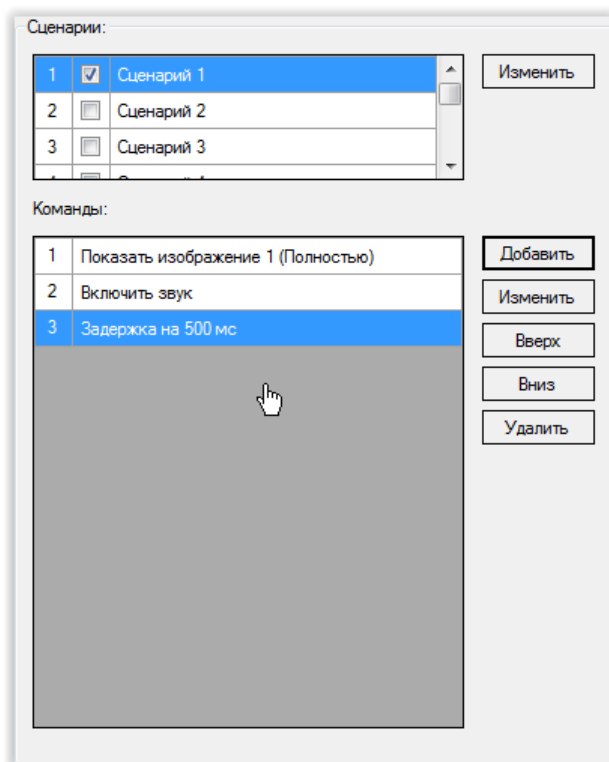 Сценарии:
1 Сценарий 1 Изменить
2 Сценарий 2
3 Сценарий 3
Команды:
1 Показать изображение 1 (Полностью) Добавить
2 Включить звук Изменить
3 Задержка на 500 мс Вверх
Вниз
Удалить